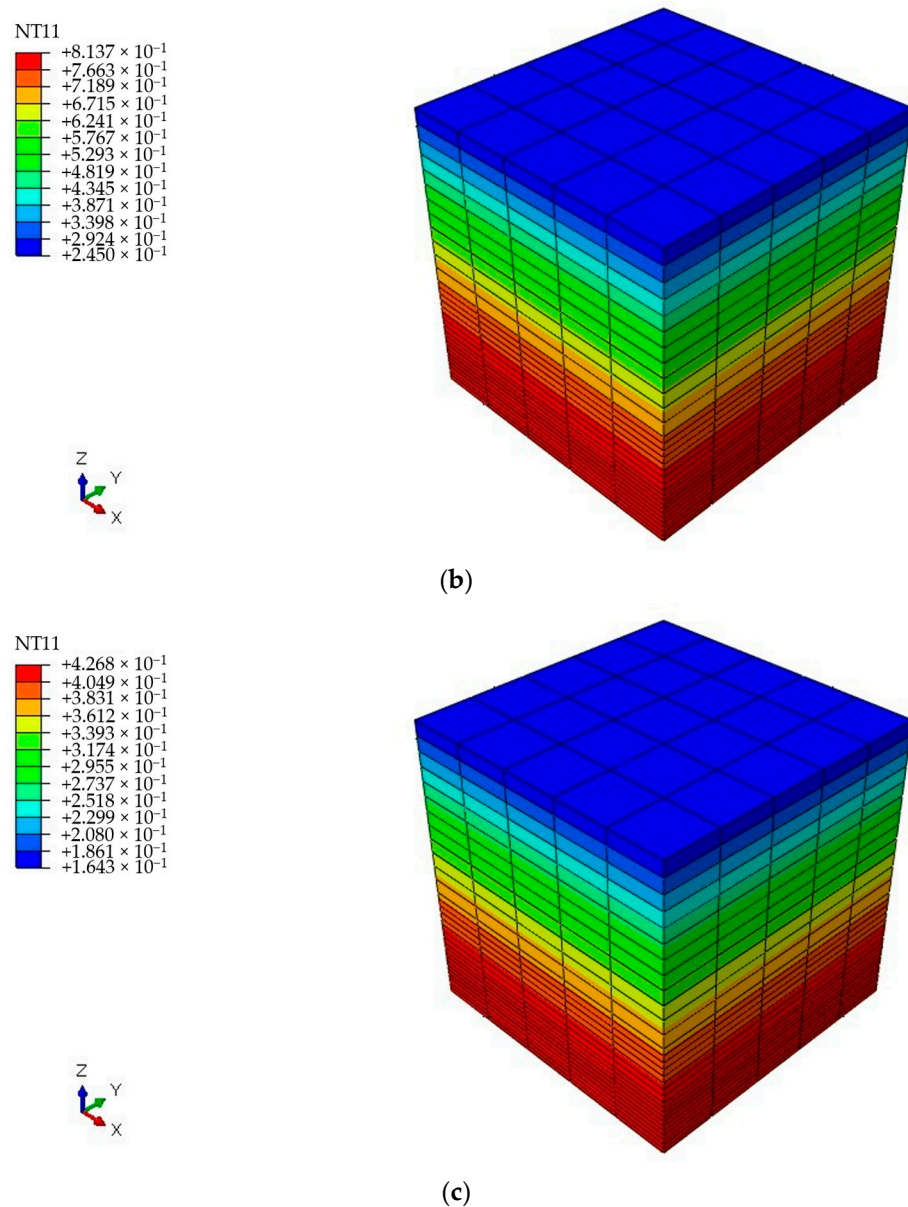 NT11
+8.137 × 10⁻¹
+7.663 × 10⁻¹
+7.189 × 10⁻¹
+6.715 × 10⁻¹
+6.241 × 10⁻¹
+5.767 × 10⁻¹
+5.293 × 10⁻¹
+4.819 × 10⁻¹
+4.345 × 10⁻¹
+3.871 × 10⁻¹
+3.398 × 10⁻¹
+2.924 × 10⁻¹
+2.450 × 10⁻¹
Z
Y
X
(b)
NT11
+4.268 × 10⁻¹
+4.049 × 10⁻¹
+3.831 × 10⁻¹
+3.612 × 10⁻¹
+3.393 × 10⁻¹
+3.174 × 10⁻¹
+2.955 × 10⁻¹
+2.737 × 10⁻¹
+2.518 × 10⁻¹
+2.299 × 10⁻¹
+2.080 × 10⁻¹
+1.861 × 10⁻¹
+1.643 × 10⁻¹
Z
Y
X
(c)